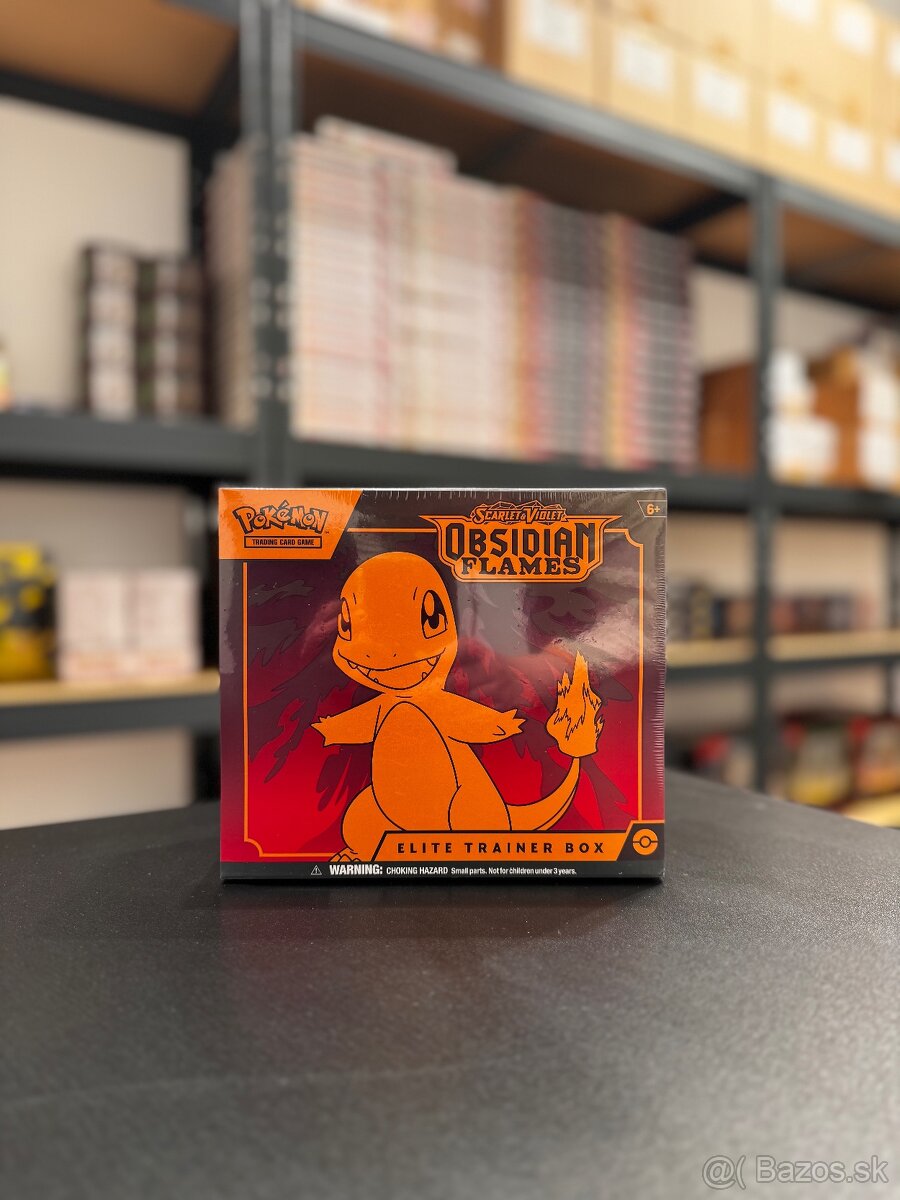 Pokémon
TRADING CARD GAME
SCARLET & VIOLET
OBSIDIAN
FLAMES
6+
ELITE TRAINER BOX
⚠ WARNING: CHOKING HAZARD Small parts. Not for children under 3 years.
@( Bazos.sk